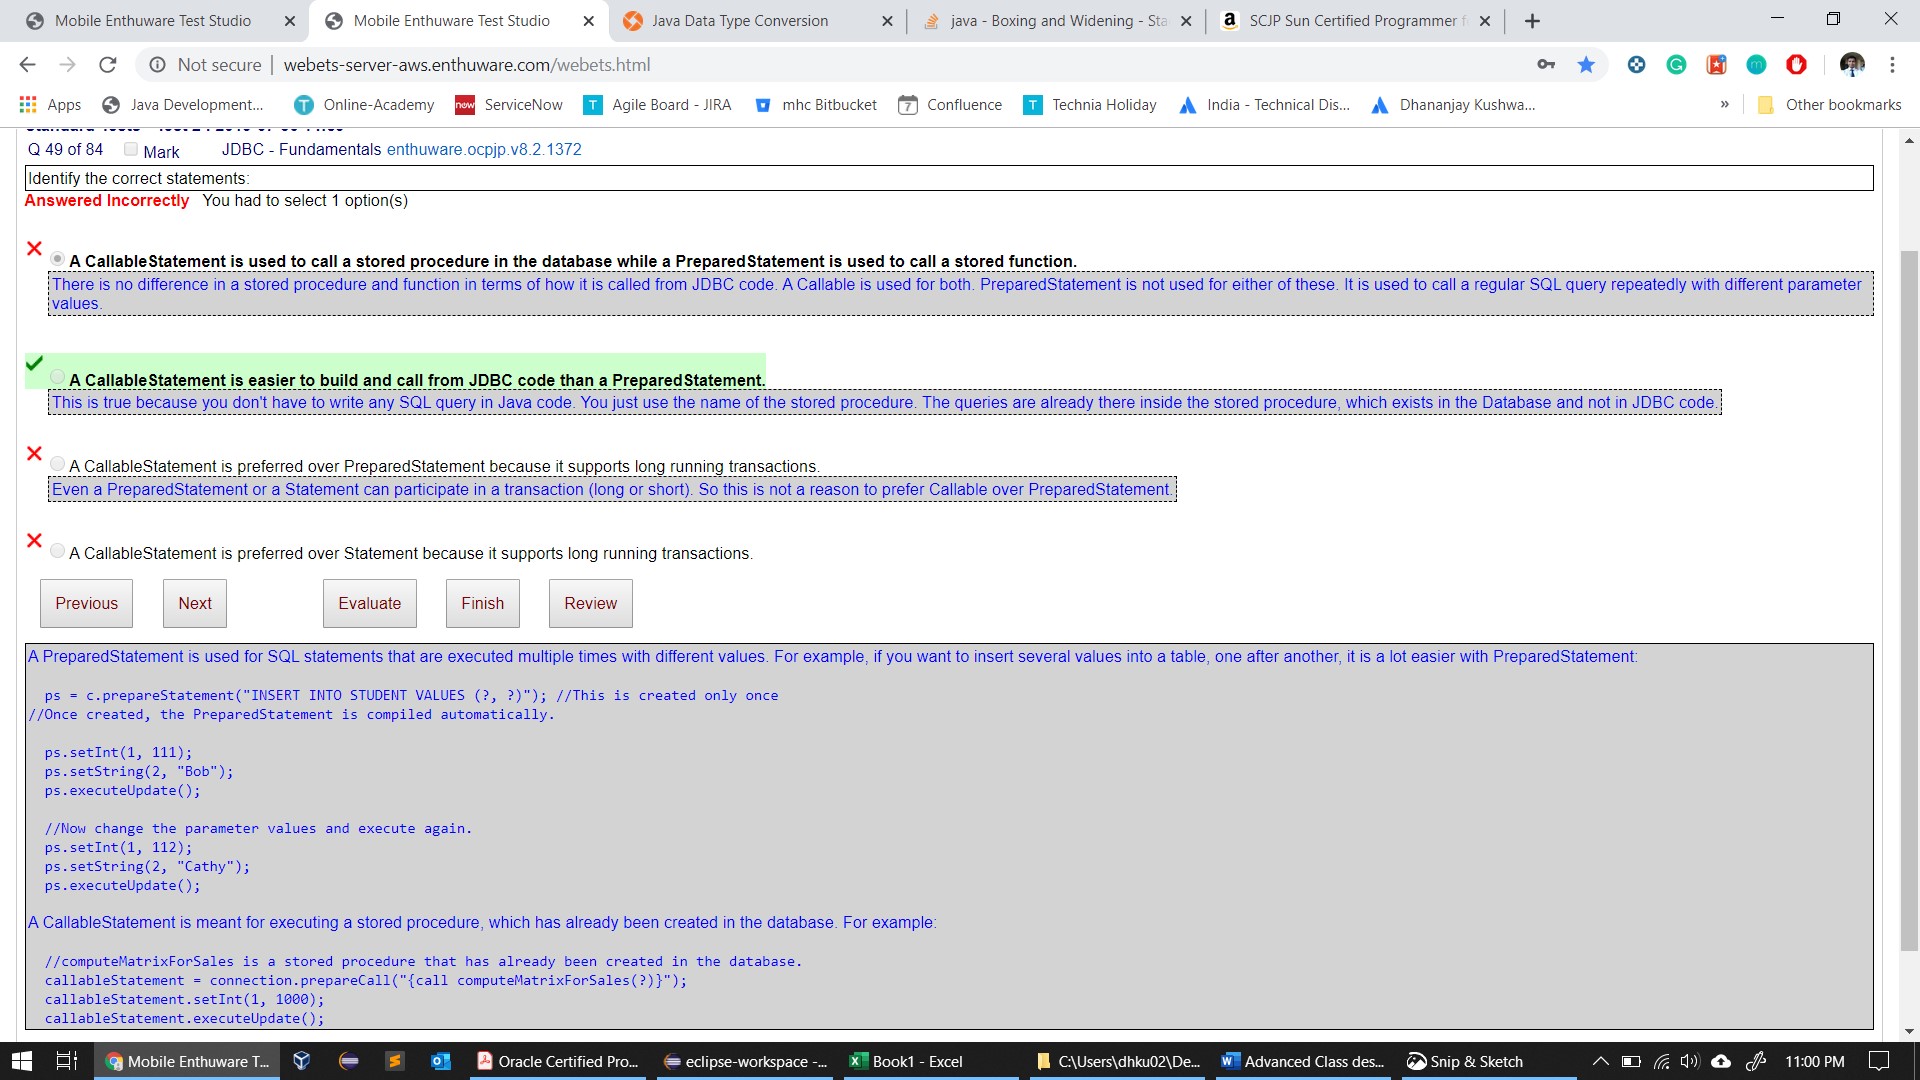 Mobile Enthuware Test Studio
Mobile Enthuware Test Studio
Java Data Type Conversion
java - Boxing and Widening - Sta
SCJP Sun Certified Programmer f
Not secure | webets-server-aws.enthuware.com/webets.html
Apps
Java Development...
Online-Academy
now ServiceNow
Agile Board - JIRA
mhc Bitbucket
Confluence
Technia Holiday
India - Technical Dis...
Dhananjay Kushwa...
»
Other bookmarks
Q 49 of 84 Mark JDBC - Fundamentals enthuware.ocpjp.v8.2.1372
Identify the correct statements:
Answered Incorrectly You had to select 1 option(s)
A CallableStatement is used to call a stored procedure in the database while a PreparedStatement is used to call a stored function.
There is no difference in a stored procedure and function in terms of how it is called from JDBC code. A Callable is used for both. PreparedStatement is not used for either of these. It is used to call a regular SQL query repeatedly with different parameter
values.
A CallableStatement is easier to build and call from JDBC code than a PreparedStatement.
This is true because you don't have to write any SQL query in Java code. You just use the name of the stored procedure. The queries are already there inside the stored procedure, which exists in the Database and not in JDBC code.
A CallableStatement is preferred over PreparedStatement because it supports long running transactions.
Even a PreparedStatement or a Statement can participate in a transaction (long or short). So this is not a reason to prefer Callable over PreparedStatement.
A CallableStatement is preferred over Statement because it supports long running transactions.
Previous Next Evaluate Finish Review
A PreparedStatement is used for SQL statements that are executed multiple times with different values. For example, if you want to insert several values into a table, one after another, it is a lot easier with PreparedStatement:
ps = c.prepareStatement("INSERT INTO STUDENT VALUES (?, ?)"); //This is created only once
//Once created, the PreparedStatement is compiled automatically.
ps.setInt(1, 111);
ps.setString(2, "Bob");
ps.executeUpdate();
//Now change the parameter values and execute again.
ps.setInt(1, 112);
ps.setString(2, "Cathy");
ps.executeUpdate();
A CallableStatement is meant for executing a stored procedure, which has already been created in the database. For example:
//computeMatrixForSales is a stored procedure that has already been created in the database.
callableStatement = connection.prepareCall("{call computeMatrixForSales(?)}");
callableStatement.setInt(1, 1000);
callableStatement.executeUpdate();
Mobile Enthuware T...
Oracle Certified Pro...
eclipse-workspace -...
Book1 - Excel
C:\Users\dhku02\De...
Advanced Class des...
Snip & Sketch
11:00 PM